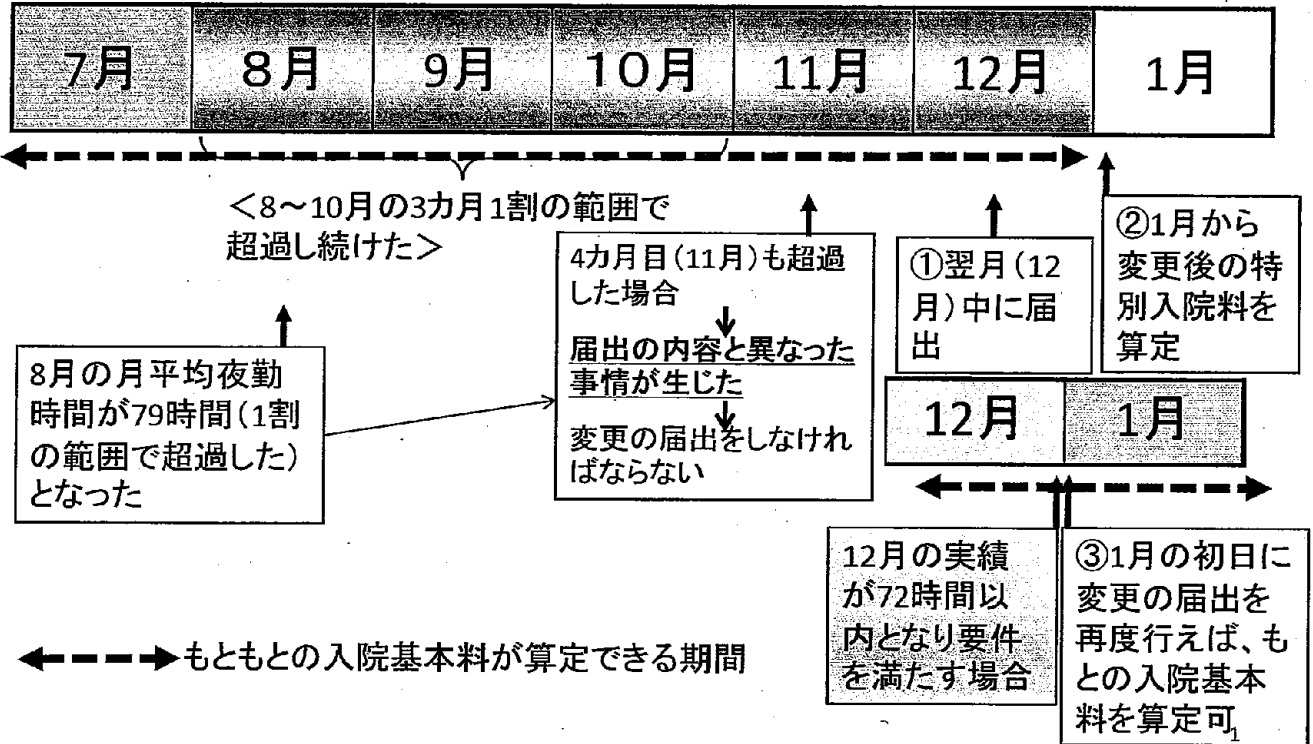 7月 8月 9月 10月 11月 12月 1月
＜8～10月の3カ月1割の範囲で
超過し続けた＞
8月の月平均夜勤
時間が79時間(1割
の範囲で超過した)
となった
4カ月目(11月)も超過
した場合
届出の内容と異なった
事情が生じた
変更の届出をしなけれ
ばならない
①翌月(12
月)中に届
出
②1月から
変更後の特
別入院料を
算定
12月 1月
12月の実績
が72時間以
内となり要件
を満たす場合
③1月の初日に
変更の届出を
再度行えば、も
との入院基本
料を算定可
もともとの入院基本料が算定できる期間
1